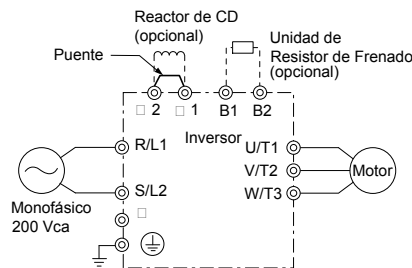 Reactor de CD
(opcional)
Puente
Unidad de
Resistor de Frenado
(opcional)
□ 2 □ 1 B1 B2
Inversor
R/L1
S/L2
□
U/T1
V/T2
W/T3
Motor
Monofásico
200 Vca